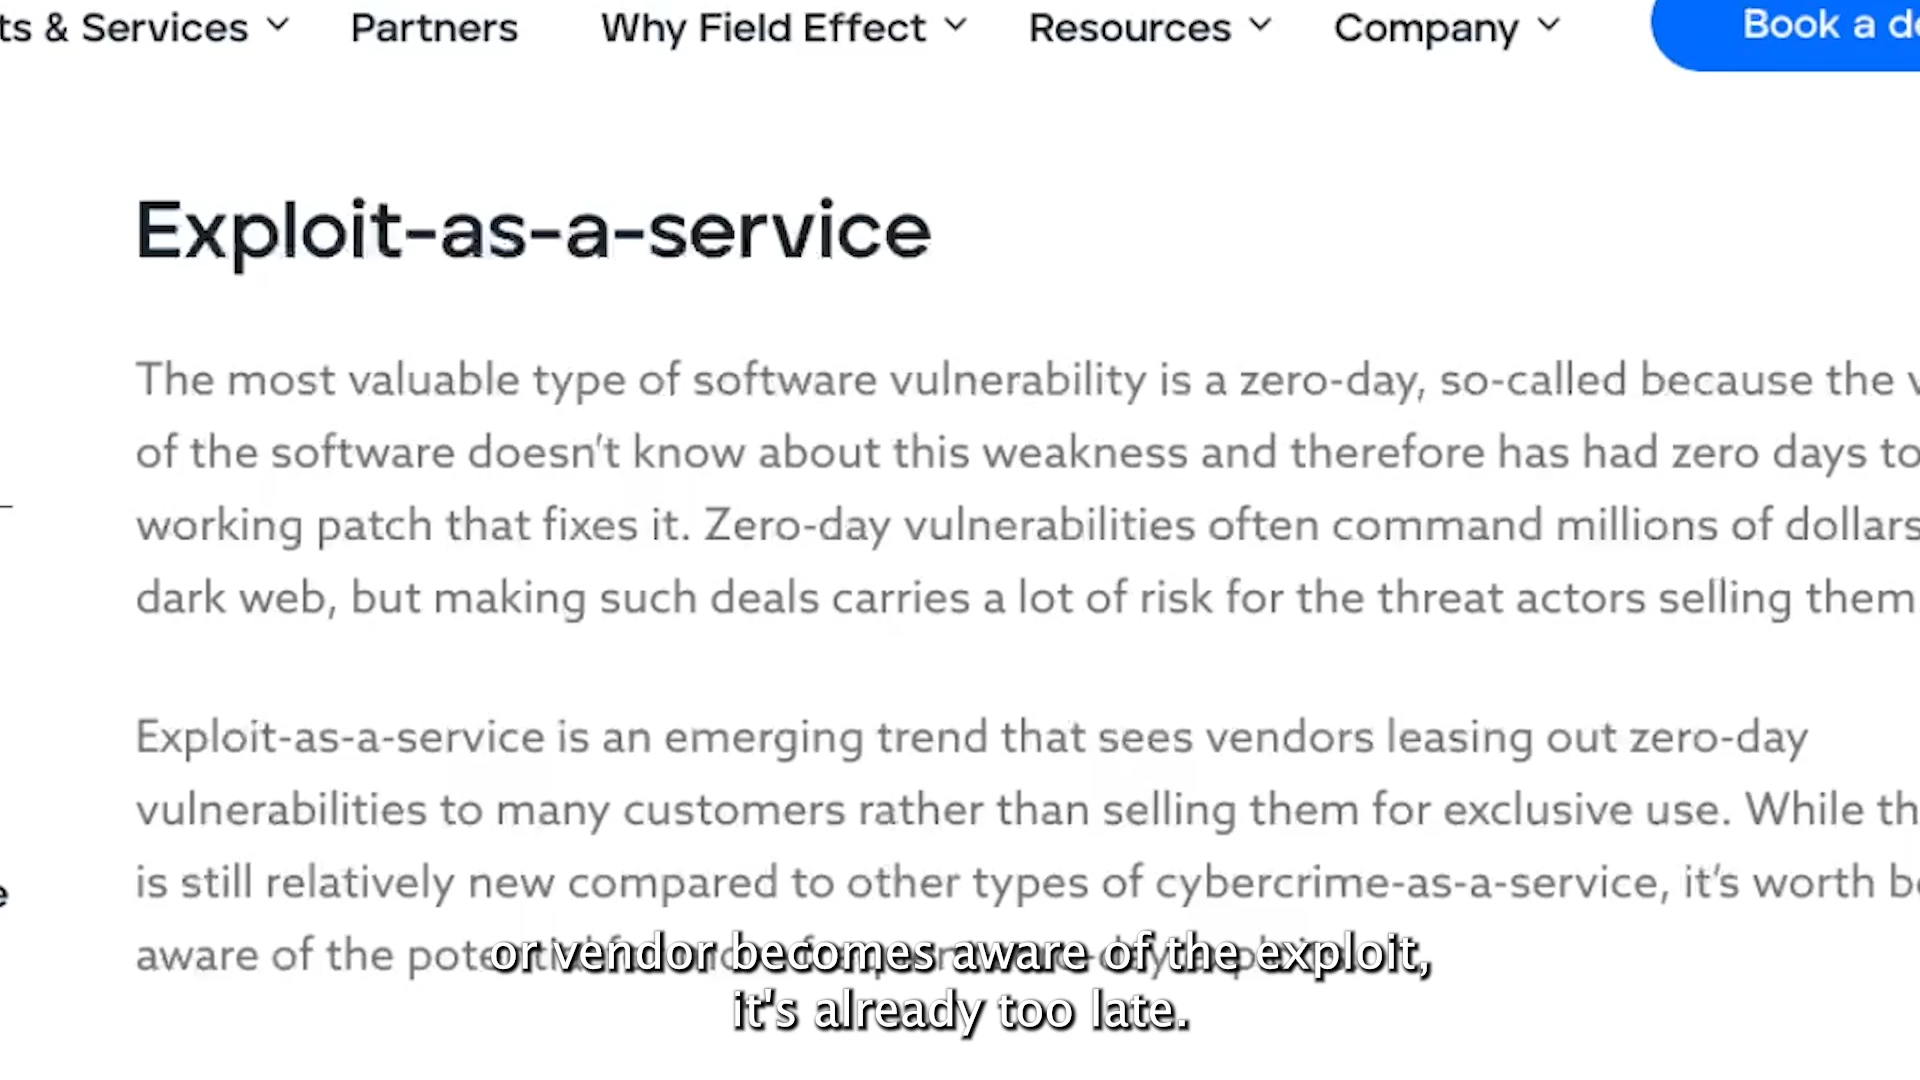 ts & Services
Partners
Why Field Effect
Resources
Company
Book a
Exploit-as-a-service
The most valuable type of software vulnerability is a zero-day, so-called because the
of the software doesn't know about this weakness and therefore has had zero days to
working patch that fixes it. Zero-day vulnerabilities often command millions of dollars
dark web, but making such deals carries a lot of risk for the threat actors selling them
Exploit-as-a-service is an emerging trend that sees vendors leasing out zero-day
vulnerabilities to many customers rather than selling them for exclusive use. While
is still relatively new compared to other types of cybercrime-as-a-service, it's worth
aware of the
or vendor becomes aware of the exploit,
it's already too late.